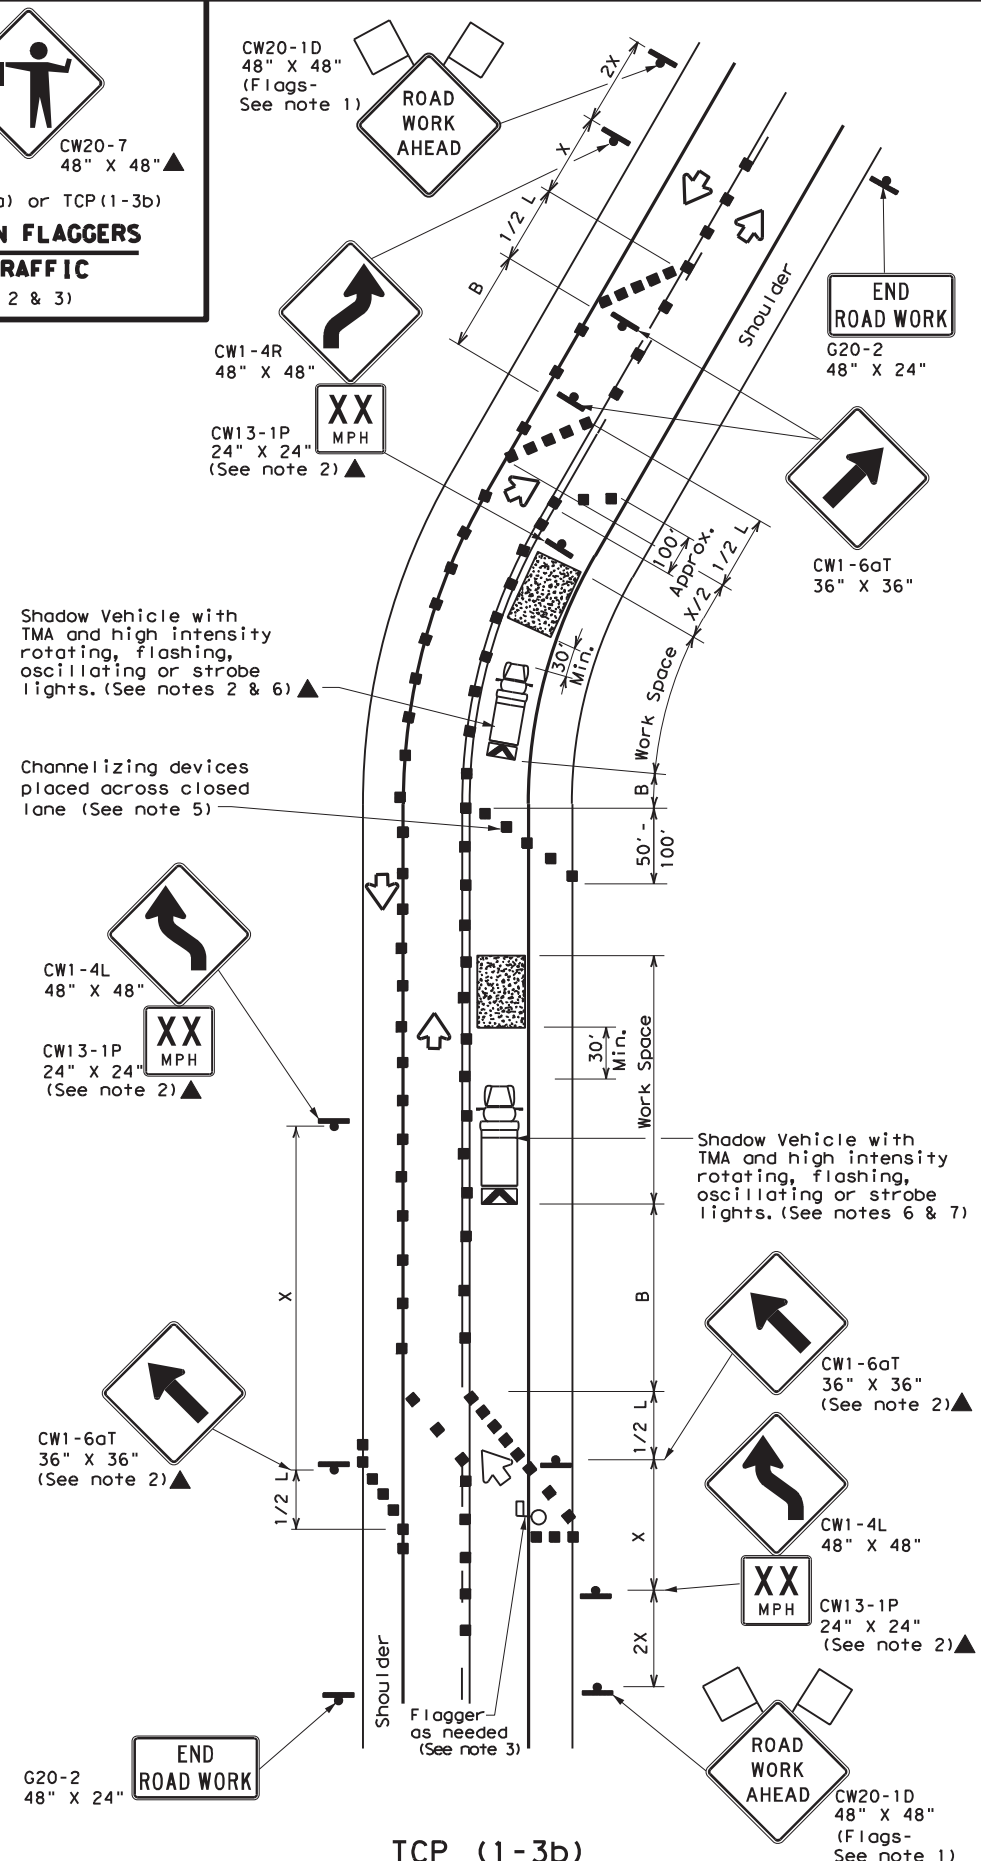 CW20-7
48" X 48"
a) or TCP(1-3b)
N FLAGGERS
RAFFIC
2 & 3)
CW20-1D
48" X 48"
(Flags-
See note 1)
ROAD
WORK
AHEAD
2X
X
1/2 L
B
Shoulder
END
ROAD WORK
G20-2
48" X 24"
CW1-4R
48" X 48"
XX
MPH
CW13-1P
24" X 24"
(See note 2)
CW1-6aT
36" X 36"
100'
Approx.
1/2 L
X/2
Shadow Vehicle with
TMA and high intensity
rotating, flashing,
oscillating or strobe
lights. (See notes 2 & 6)
30'
Min.
Work Space
B
Channelizing devices
placed across closed
lane (See note 5)
50' -
100'
CW1-4L
48" X 48"
XX
MPH
CW13-1P
24" X 24"
(See note 2)
30'
Min.
Work Space
Shadow Vehicle with
TMA and high intensity
rotating, flashing,
oscillating or strobe
lights. (See notes 6 & 7)
X
B
CW1-6aT
36" X 36"
(See note 2)
CW1-6aT
36" X 36"
(See note 2)
1/2 L
1/2 L
X
CW1-4L
48" X 48"
XX
MPH
CW13-1P
24" X 24"
(See note 2)
2X
Shoulder
Flagger
as needed
(See note 3)
END
ROAD WORK
G20-2
48" X 24"
ROAD
WORK
AHEAD
CW20-1D
48" X 48"
(Flags-
See note 1)
TCP (1-3b)